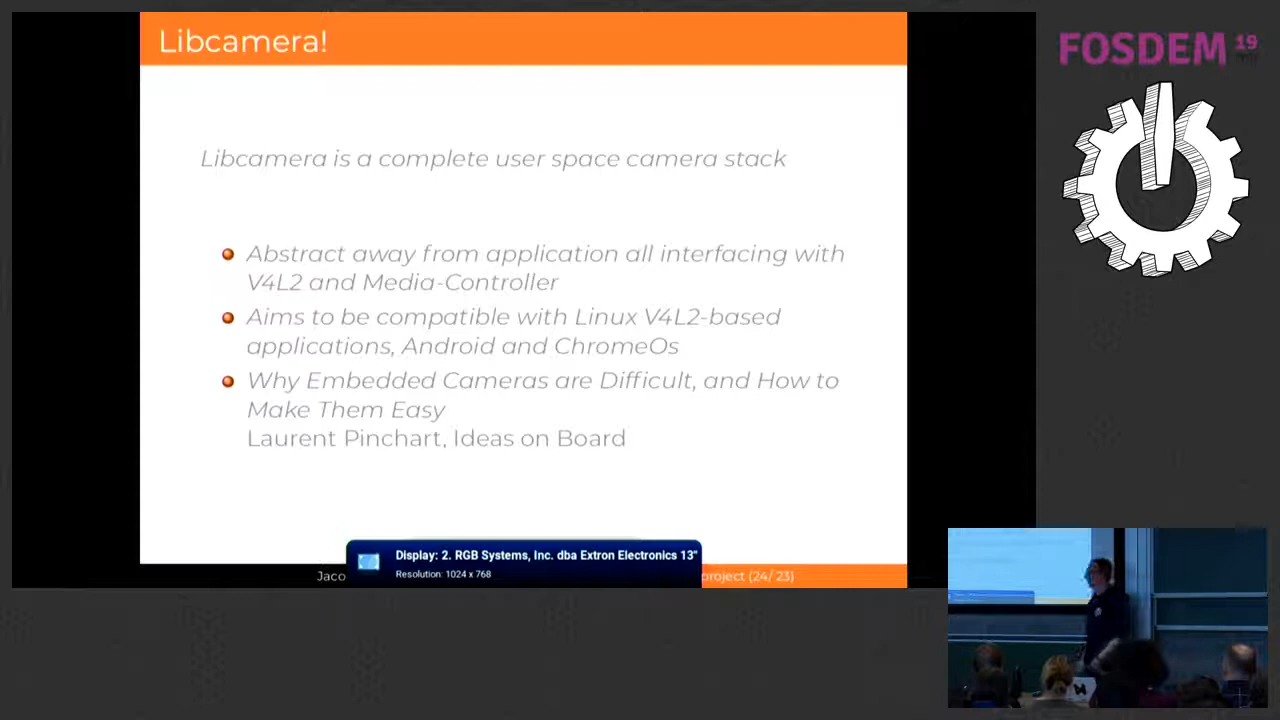 Libcamera!
FOSDEM 19
Libcamera is a complete user space camera stack
Abstract away from application all interfacing with
V4L2 and Media-Controller
Aims to be compatible with Linux V4L2-based
applications, Android and ChromeOs
Why Embedded Cameras are Difficult, and How to
Make Them Easy
Laurent Pinchart, Ideas on Board
Display: 2. RGB Systems, Inc. dba Extron Electronics 13"
Resolution: 1024 x 768
Jaco
project (24/ 23)